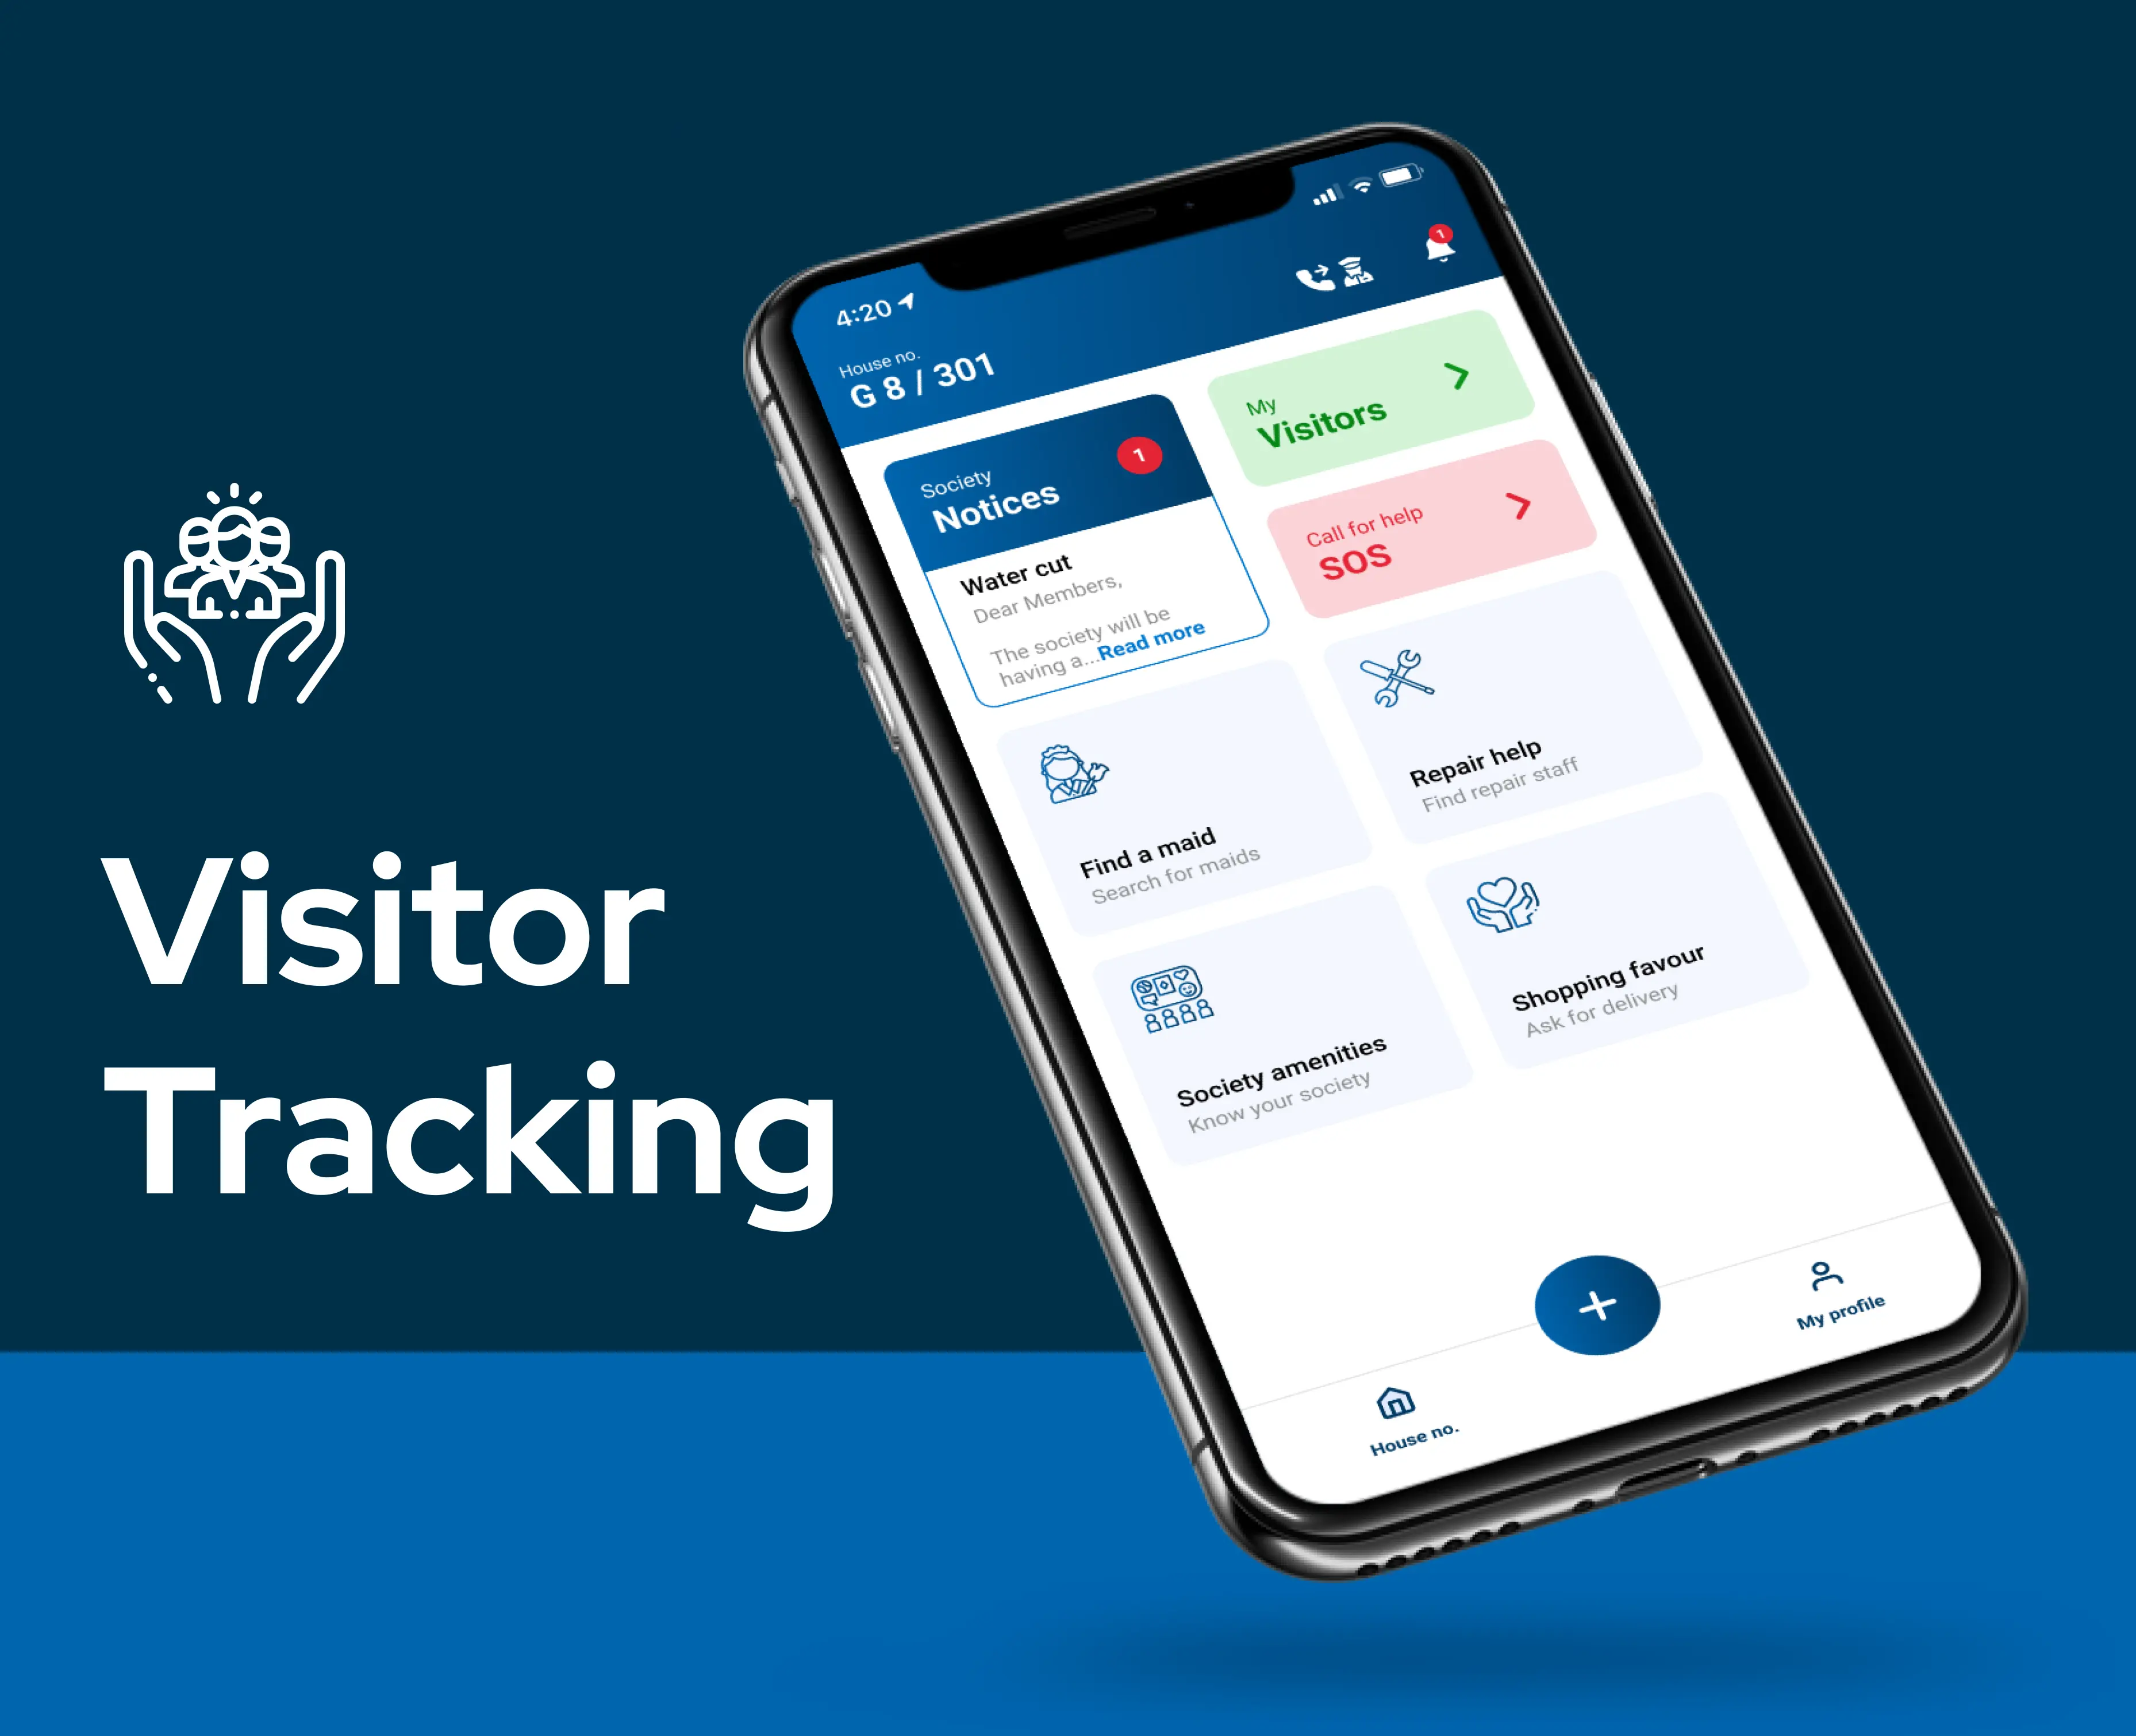 Visitor
Tracking
4:20
1
House no.
G 8 / 301
Society
Notices
1
Water cut
Dear Members,
The society will be
having a...Read more
My
Visitors
Call for help
SOS
Find a maid
Search for maids
Repair help
Find repair staff
Society amenities
Know your society
Shopping favour
Ask for delivery
House no.
My profile